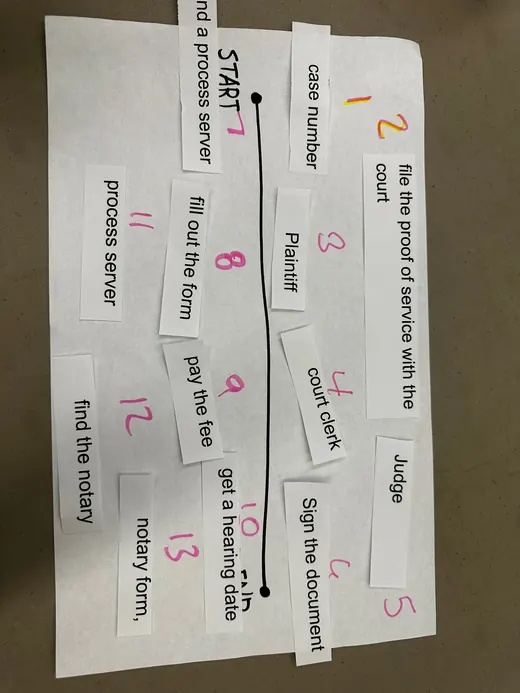 2
file the proof of service with the
court
Judge
5
1
case number
3
Plaintiff
4
court clerk
6
Sign the document
START
END
7
nd a process server
8
fill out the form
9
pay the fee
10
get a hearing date
11
process server
12
find the notary
13
notary form,